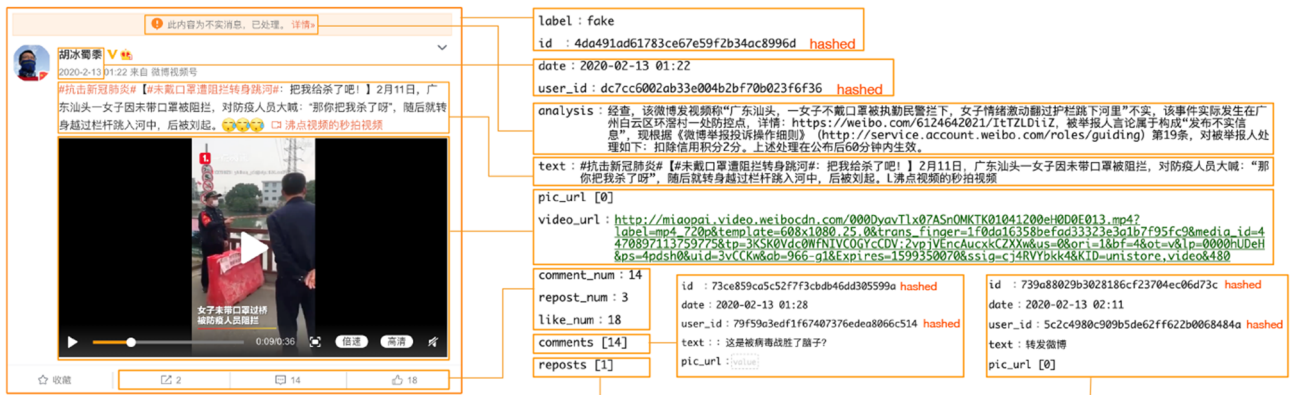 此内容为不实消息，已处理。详情»
胡冰蜀黍
2020-2-13 01:22 来自 微博视频号
#抗击新冠肺炎#【#未戴口罩遭阻拦转身跳河#：把我给杀了吧！】2月11日，广
东汕头一女子因未带口罩被阻拦，对防疫人员大喊：“那你把我杀了呀”，随后就转
身越过栏杆跳入河中，后被刘起。 沸点视频的秒拍视频
1.
女子未带口罩过桥
被防疫人员阻拦
0:09/0:36
倍速
高清
收藏
2
14
18
label：fake
id ：4da491ad61783ce67e59f2b34ac8996d hashed
date：2020-02-13 01:22
user_id：dc7cc6002ab33e004b2bf70b023f6f36 hashed
analysis：经查，该微博发视频称“广东汕头，一女子不戴口罩被执勤民警拦下，女子情绪激动翻过护栏跳下河里”不实，该事件实际发生在广
州白云区环滘村一处防控点，详情：https://weibo.com/6124642021/ItTZLDiiZ，被举报人言论属于构成“发布不实信
息”，现根据《微博举报投诉操作细则》（http://service.account.weibo.com/roles/guiding）第19条，对被举报人处
理如下：扣除信用积分2分。上述处理在公布后60分钟内生效。
text：#抗击新冠肺炎#【#未戴口罩遭阻拦转身跳河#：把我给杀了吧！】2月11日，广东汕头一女子因未带口罩被阻拦，对防疫人员大喊：“那
你把我杀了呀”，随后就转身越过栏杆跳入河中，后被刘起。L沸点视频的秒拍视频
pic_url [0]
video_url：http://miaopai.video.weibocdn.com/000DyavTlx07ASnOMKTK01041200eH0D0E013.mp4?
label=mp4_720p&template=608x1080.25.0&trans_finger=1f0da16358befad33323e3a1b7f95fc9&media_id=4
470897113759775&tp=3KSK0Vdc0WfNIVCOGYcCDV:2vpjVEncAucxkCZXXw&us=0&ori=1&bf=4&ot=v&lp=0000hUDeH
&ps=4pdsh0&uid=3vCCKw&ab=966-g1&Expires=1599350070&ssig=cj4RVYbkk4&KID=unistore,video&480
comment_num：14
repost_num：3
like_num：18
comments [14]
reposts [1]
id ：73ce859ca5c52f7f3cbdb46dd305599a hashed
date：2020-02-13 01:28
user_id：79f59a3edf1f67407376edea8066c514 hashed
text：：这是被病毒战胜了脑子？
pic_url：value
id ：739a88029b3028186cf23704ec06d73c hashed
date：2020-02-13 02:11
user_id：5c2c4980c909b5de62ff622b0068484a hashed
text：转发微博
pic_url [0]